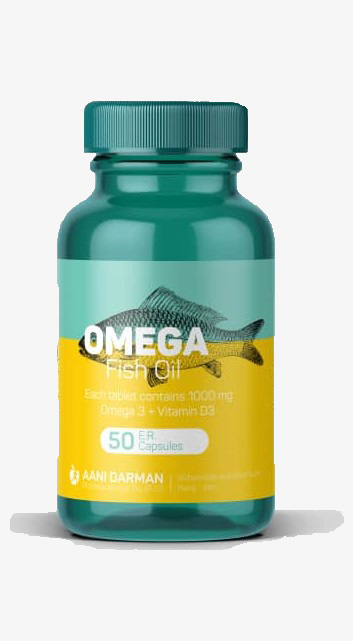 OMEGA
Fish Oil
Each tablet contains 1000 mg
Omega 3 + Vitamin D3
50 E.R.
Capsules
AANI DARMAN